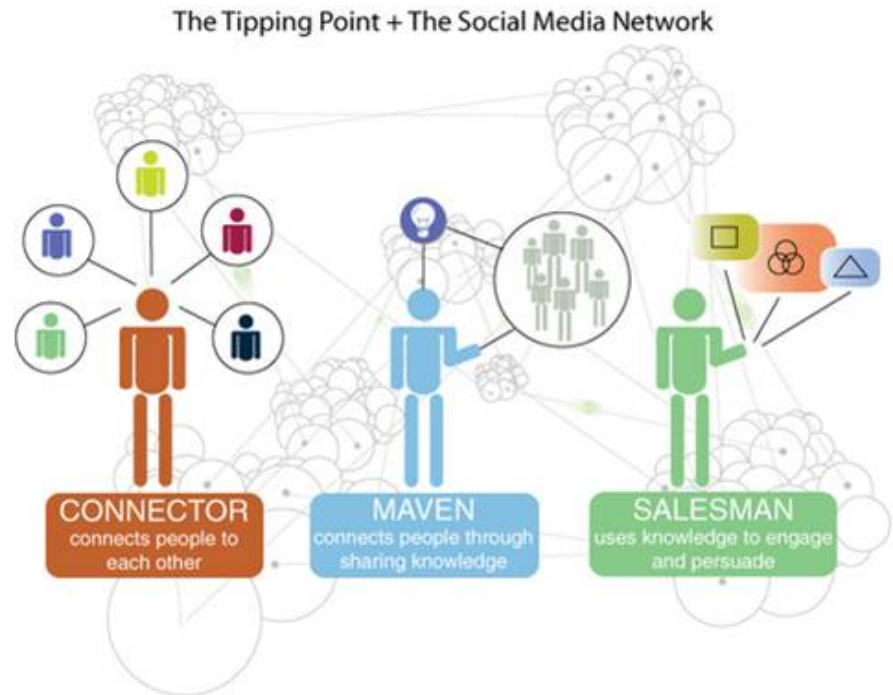 The Tipping Point + The Social Media Network
CONNECTOR
connects people to
each other
MAVEN
connects people through
sharing knowledge
SALESMAN
uses knowledge to engage
and persuade